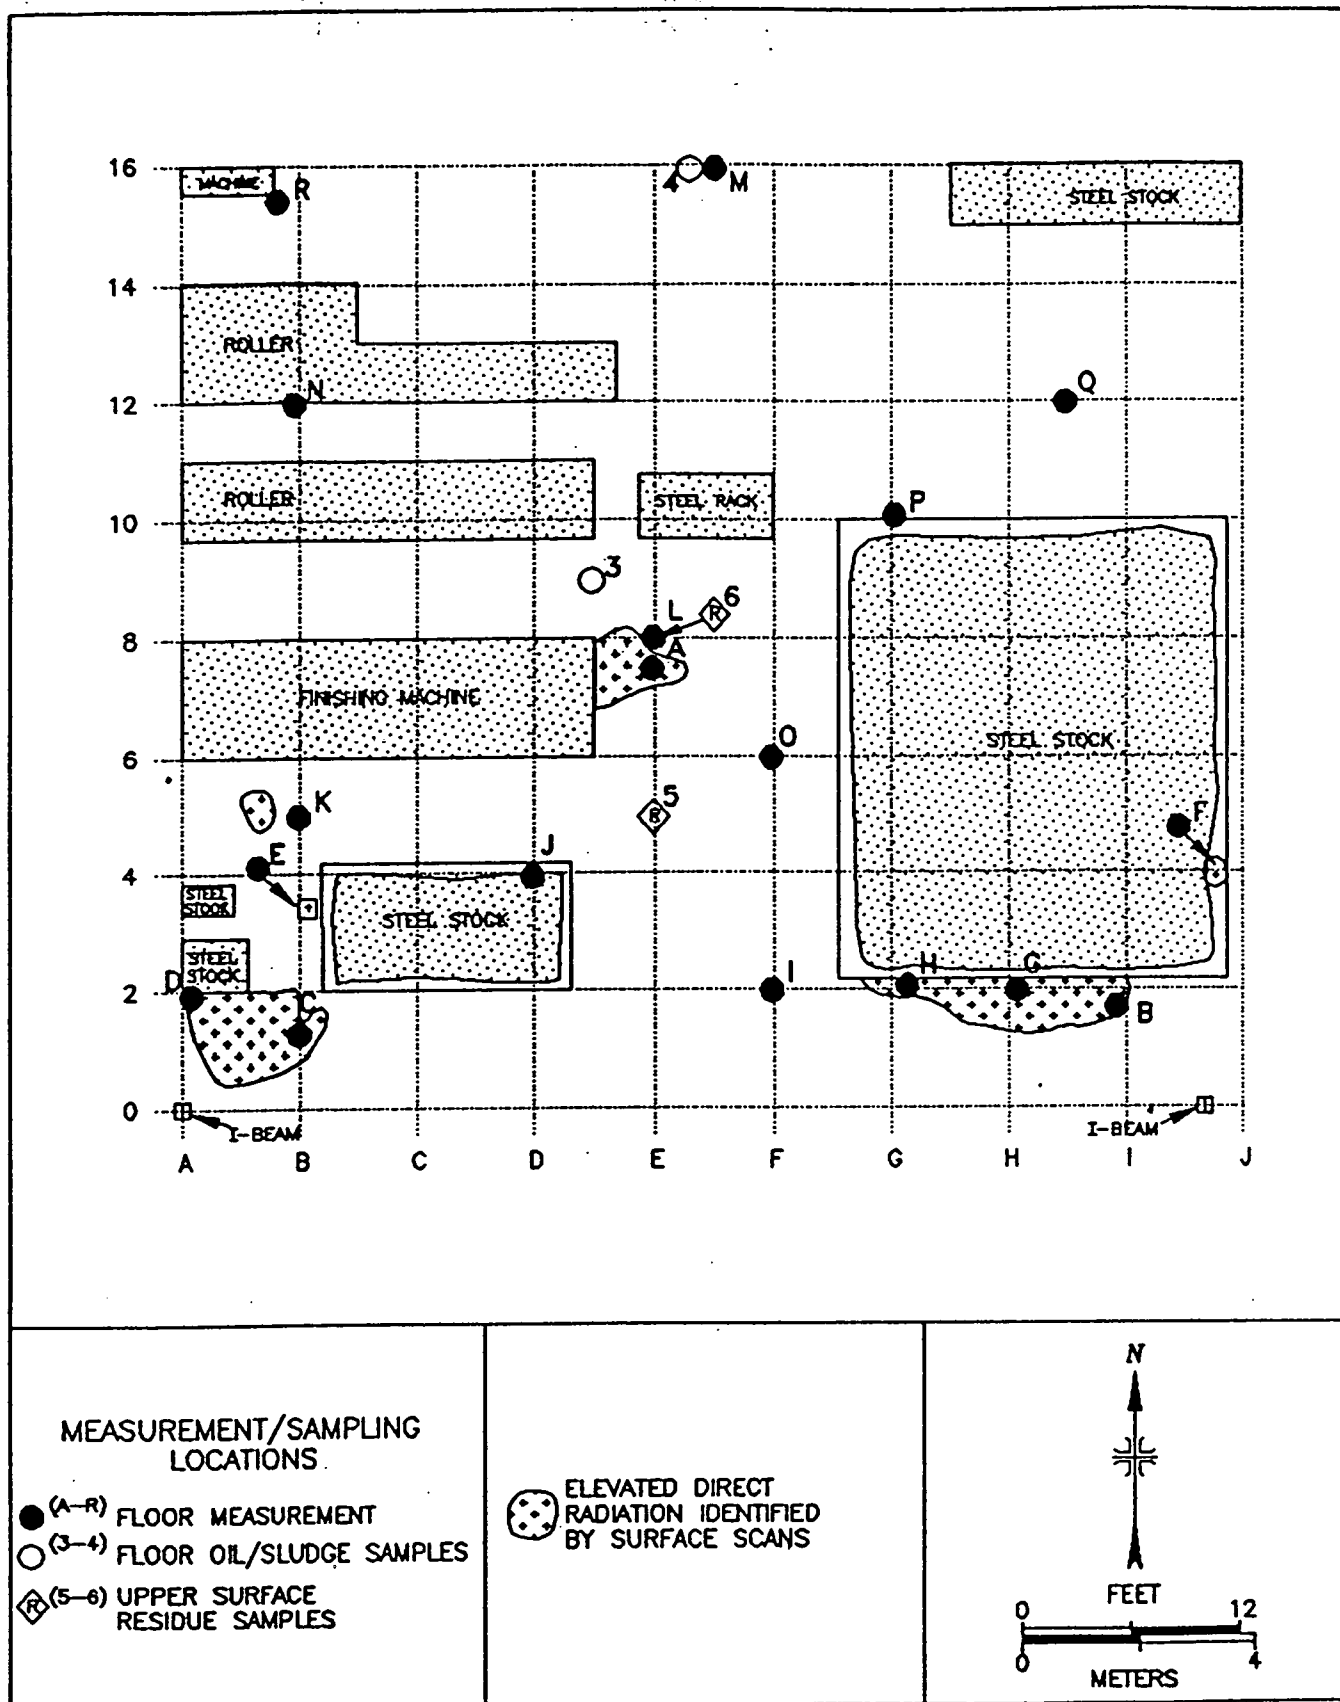 16
MACHINE
R
4
M
STEEL STOCK
14
ROLLER
N
12
Q
ROLLER
STEEL RACK
P
10
3
L
6
R
8
A
FINISHING MACHINE
O
STEEL STOCK
6
K
5
R
F
E
J
4
STEEL
STOCK
STEEL STOCK
STEEL
STOCK
D
H
G
2
C
I
B
0
I-BEAM
I-BEAM
A B C D E F G H I J
MEASUREMENT/SAMPLING
LOCATIONS
(A-R) FLOOR MEASUREMENT
(3-4) FLOOR OIL/SLUDGE SAMPLES
R (5-6) UPPER SURFACE
RESIDUE SAMPLES
ELEVATED DIRECT
RADIATION IDENTIFIED
BY SURFACE SCANS
N
FEET
0 12
0 4
METERS